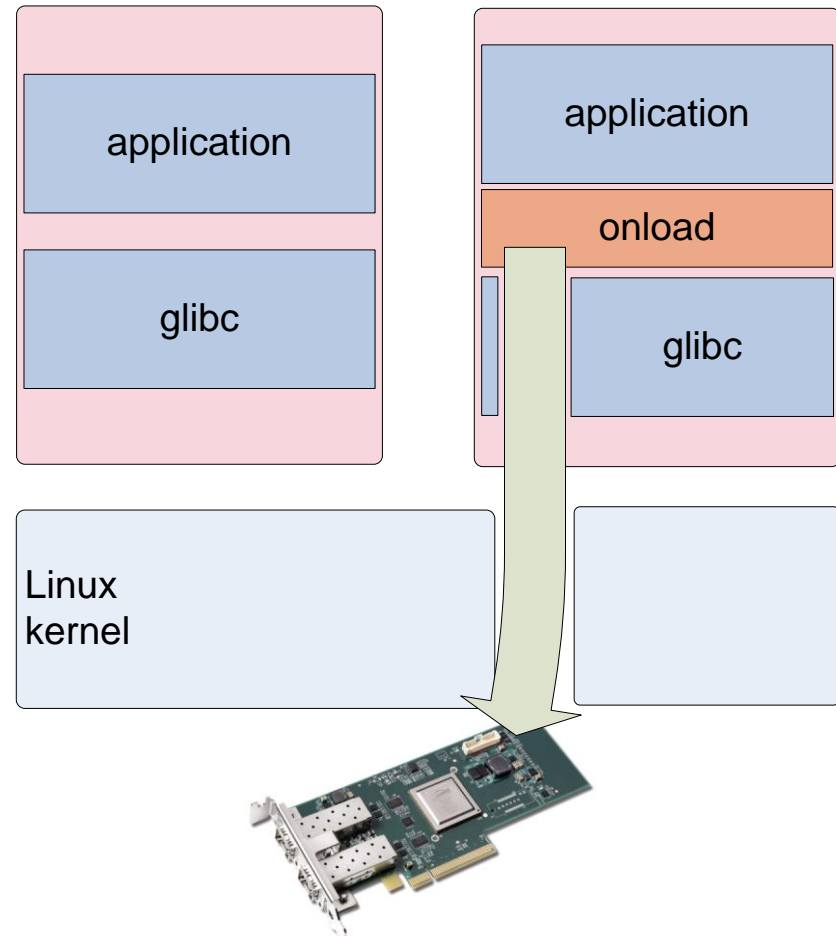 application
application
onload
glibc
glibc
Linux
kernel